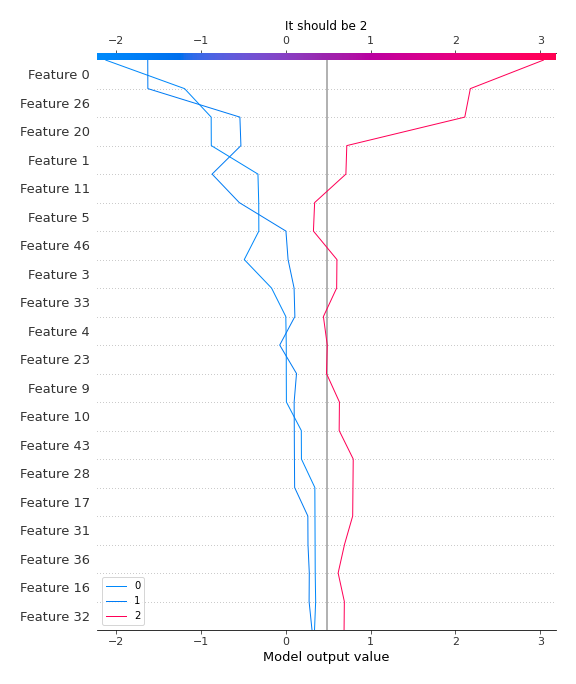 It should be 2
−2 −1 0 1 2 3
Feature 0
Feature 26
Feature 20
Feature 1
Feature 11
Feature 5
Feature 46
Feature 3
Feature 33
Feature 4
Feature 23
Feature 9
Feature 10
Feature 43
Feature 28
Feature 17
Feature 31
Feature 36
Feature 16
Feature 32
0
1
2
−2 −1 0 1 2 3
Model output value